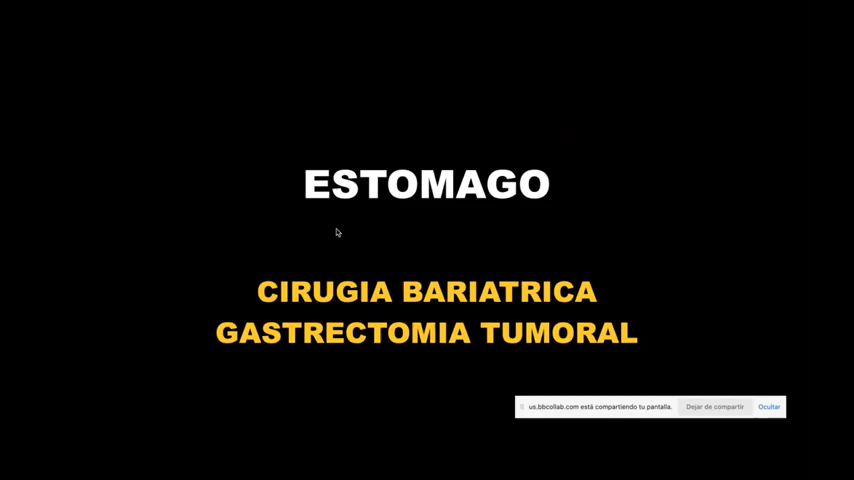 ESTOMAGO
CIRUGIA BARIATRICA
GASTRECTOMIA TUMORAL
us.bbcollab.com está compartiendo tu pantalla. Dejar de compartir Ocultar